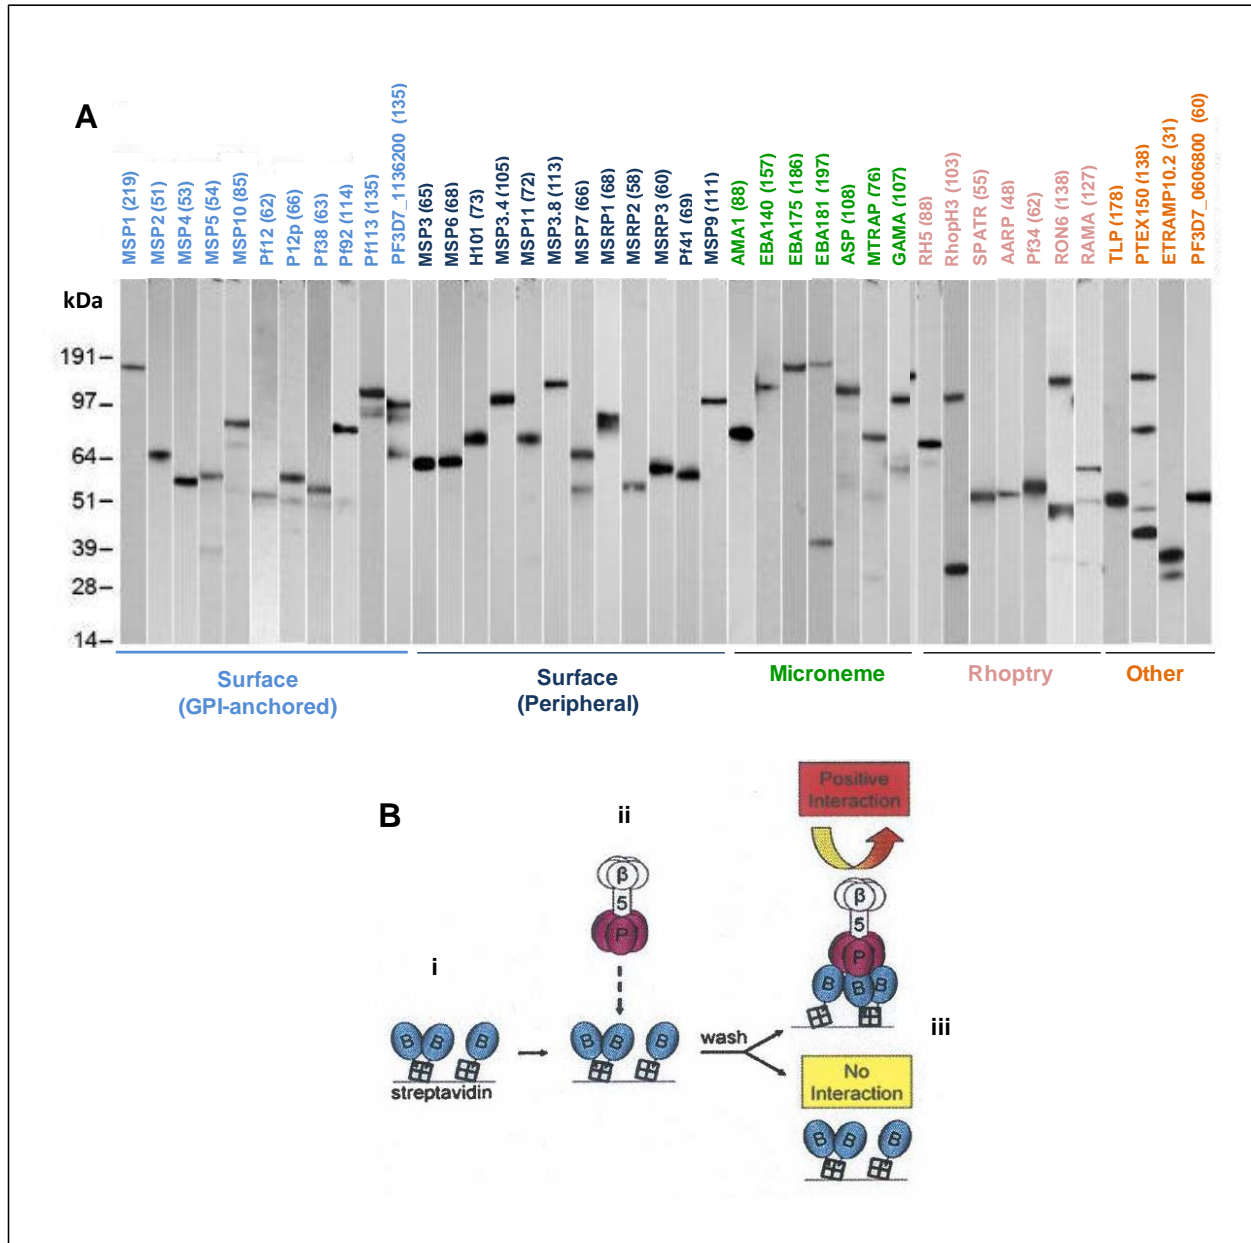 A
MSP1 (219)
MSP2 (51)
MSP4 (53)
MSP5 (54)
MSP10 (85)
Pf12 (62)
P12p (66)
Pf38 (63)
Pf92 (114)
Pf113 (135)
PF3D7_1136200 (135)
MSP3 (65)
MSP6 (68)
H101 (73)
MSP3.4 (105)
MSP11 (72)
MSP3.8 (113)
MSP7 (66)
MSRP1 (68)
MSRP2 (58)
MSRP3 (60)
Pf41 (69)
MSP9 (111)
AMA1 (88)
EBA140 (157)
EBA175 (186)
EBA181 (197)
ASP (108)
MTRAP (76)
GAMA (107)
RH5 (88)
RhopH3 (103)
SPATR (55)
AARP (48)
Pf34 (62)
RON6 (138)
RAMA (127)
TLP (178)
PTEX150 (138)
ETRAMP10.2 (31)
PF3D7_0606800 (60)
kDa
191
97
64
51
39
28
14
Surface
(GPI-anchored)
Surface
(Peripheral)
Microneme
Rhoptry
Other
B
i
B B B
streptavidin
ii
β
5
P
B B B
wash
Positive
Interaction
β
5
P
B B B
iii
No
Interaction
B B B